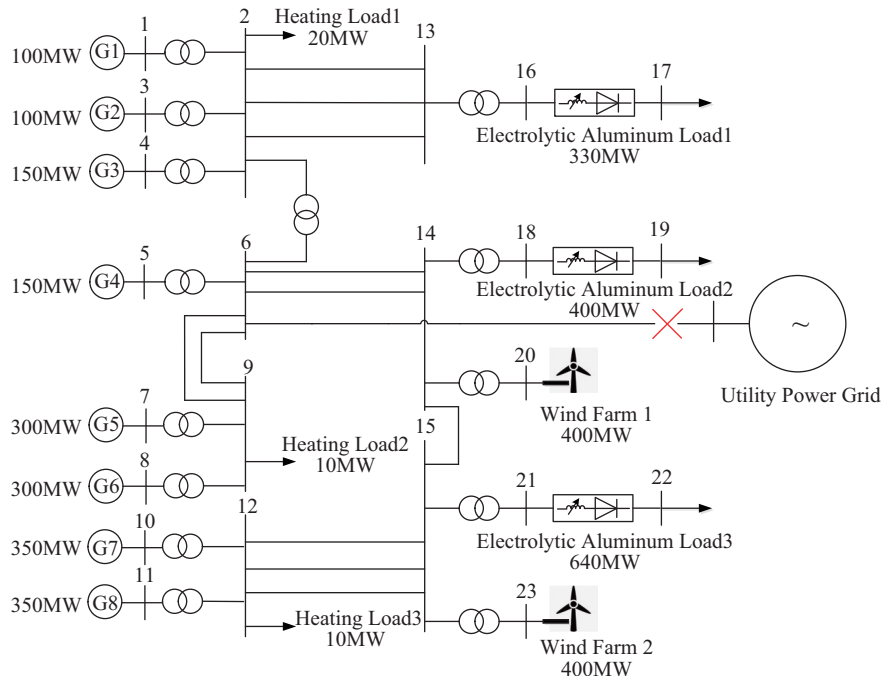 2
Heating Load1
20MW
13
1
100MW
G1
3
100MW
G2
16
17
Electrolytic Aluminum Load1
330MW
4
150MW
G3
6
14
18
19
5
150MW
G4
Electrolytic Aluminum Load2
400MW
~
Utility Power Grid
20
Wind Farm 1
400MW
9
7
300MW
G5
15
Heating Load2
10MW
8
300MW
G6
21
22
Electrolytic Aluminum Load3
640MW
12
10
350MW
G7
11
350MW
G8
Heating Load3
10MW
23
Wind Farm 2
400MW